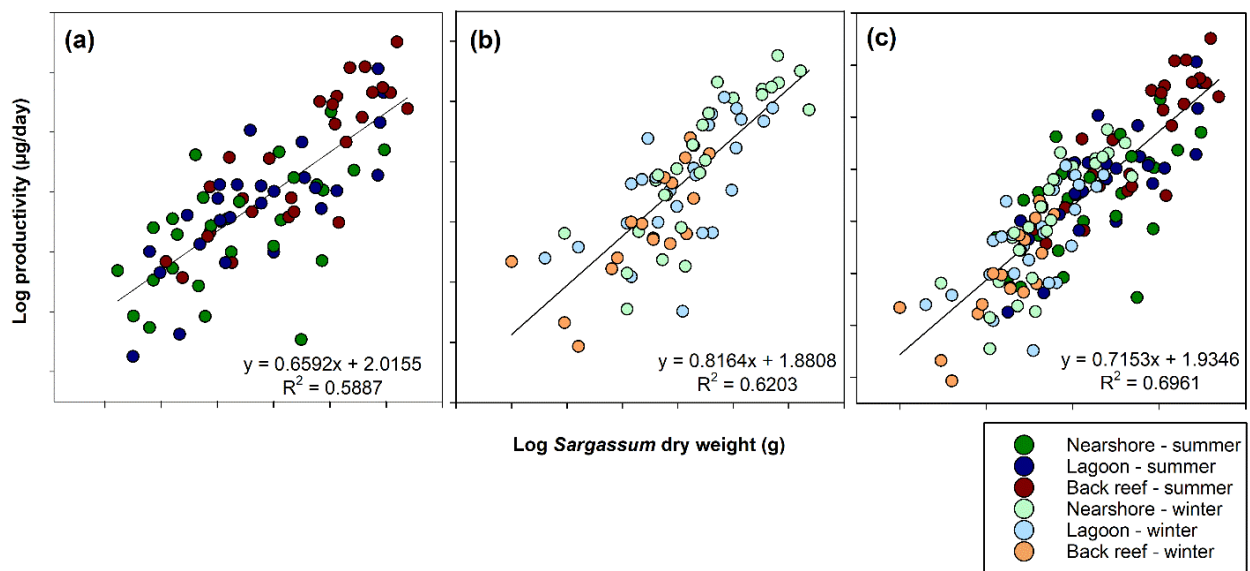 (a)
(b)
(c)
Log productivity (µg/day)
y = 0.6592x + 2.0155
R² = 0.5887
y = 0.8164x + 1.8808
R² = 0.6203
y = 0.7153x + 1.9346
R² = 0.6961
Log Sargassum dry weight (g)
Nearshore - summer
Lagoon - summer
Back reef - summer
Nearshore - winter
Lagoon - winter
Back reef - winter